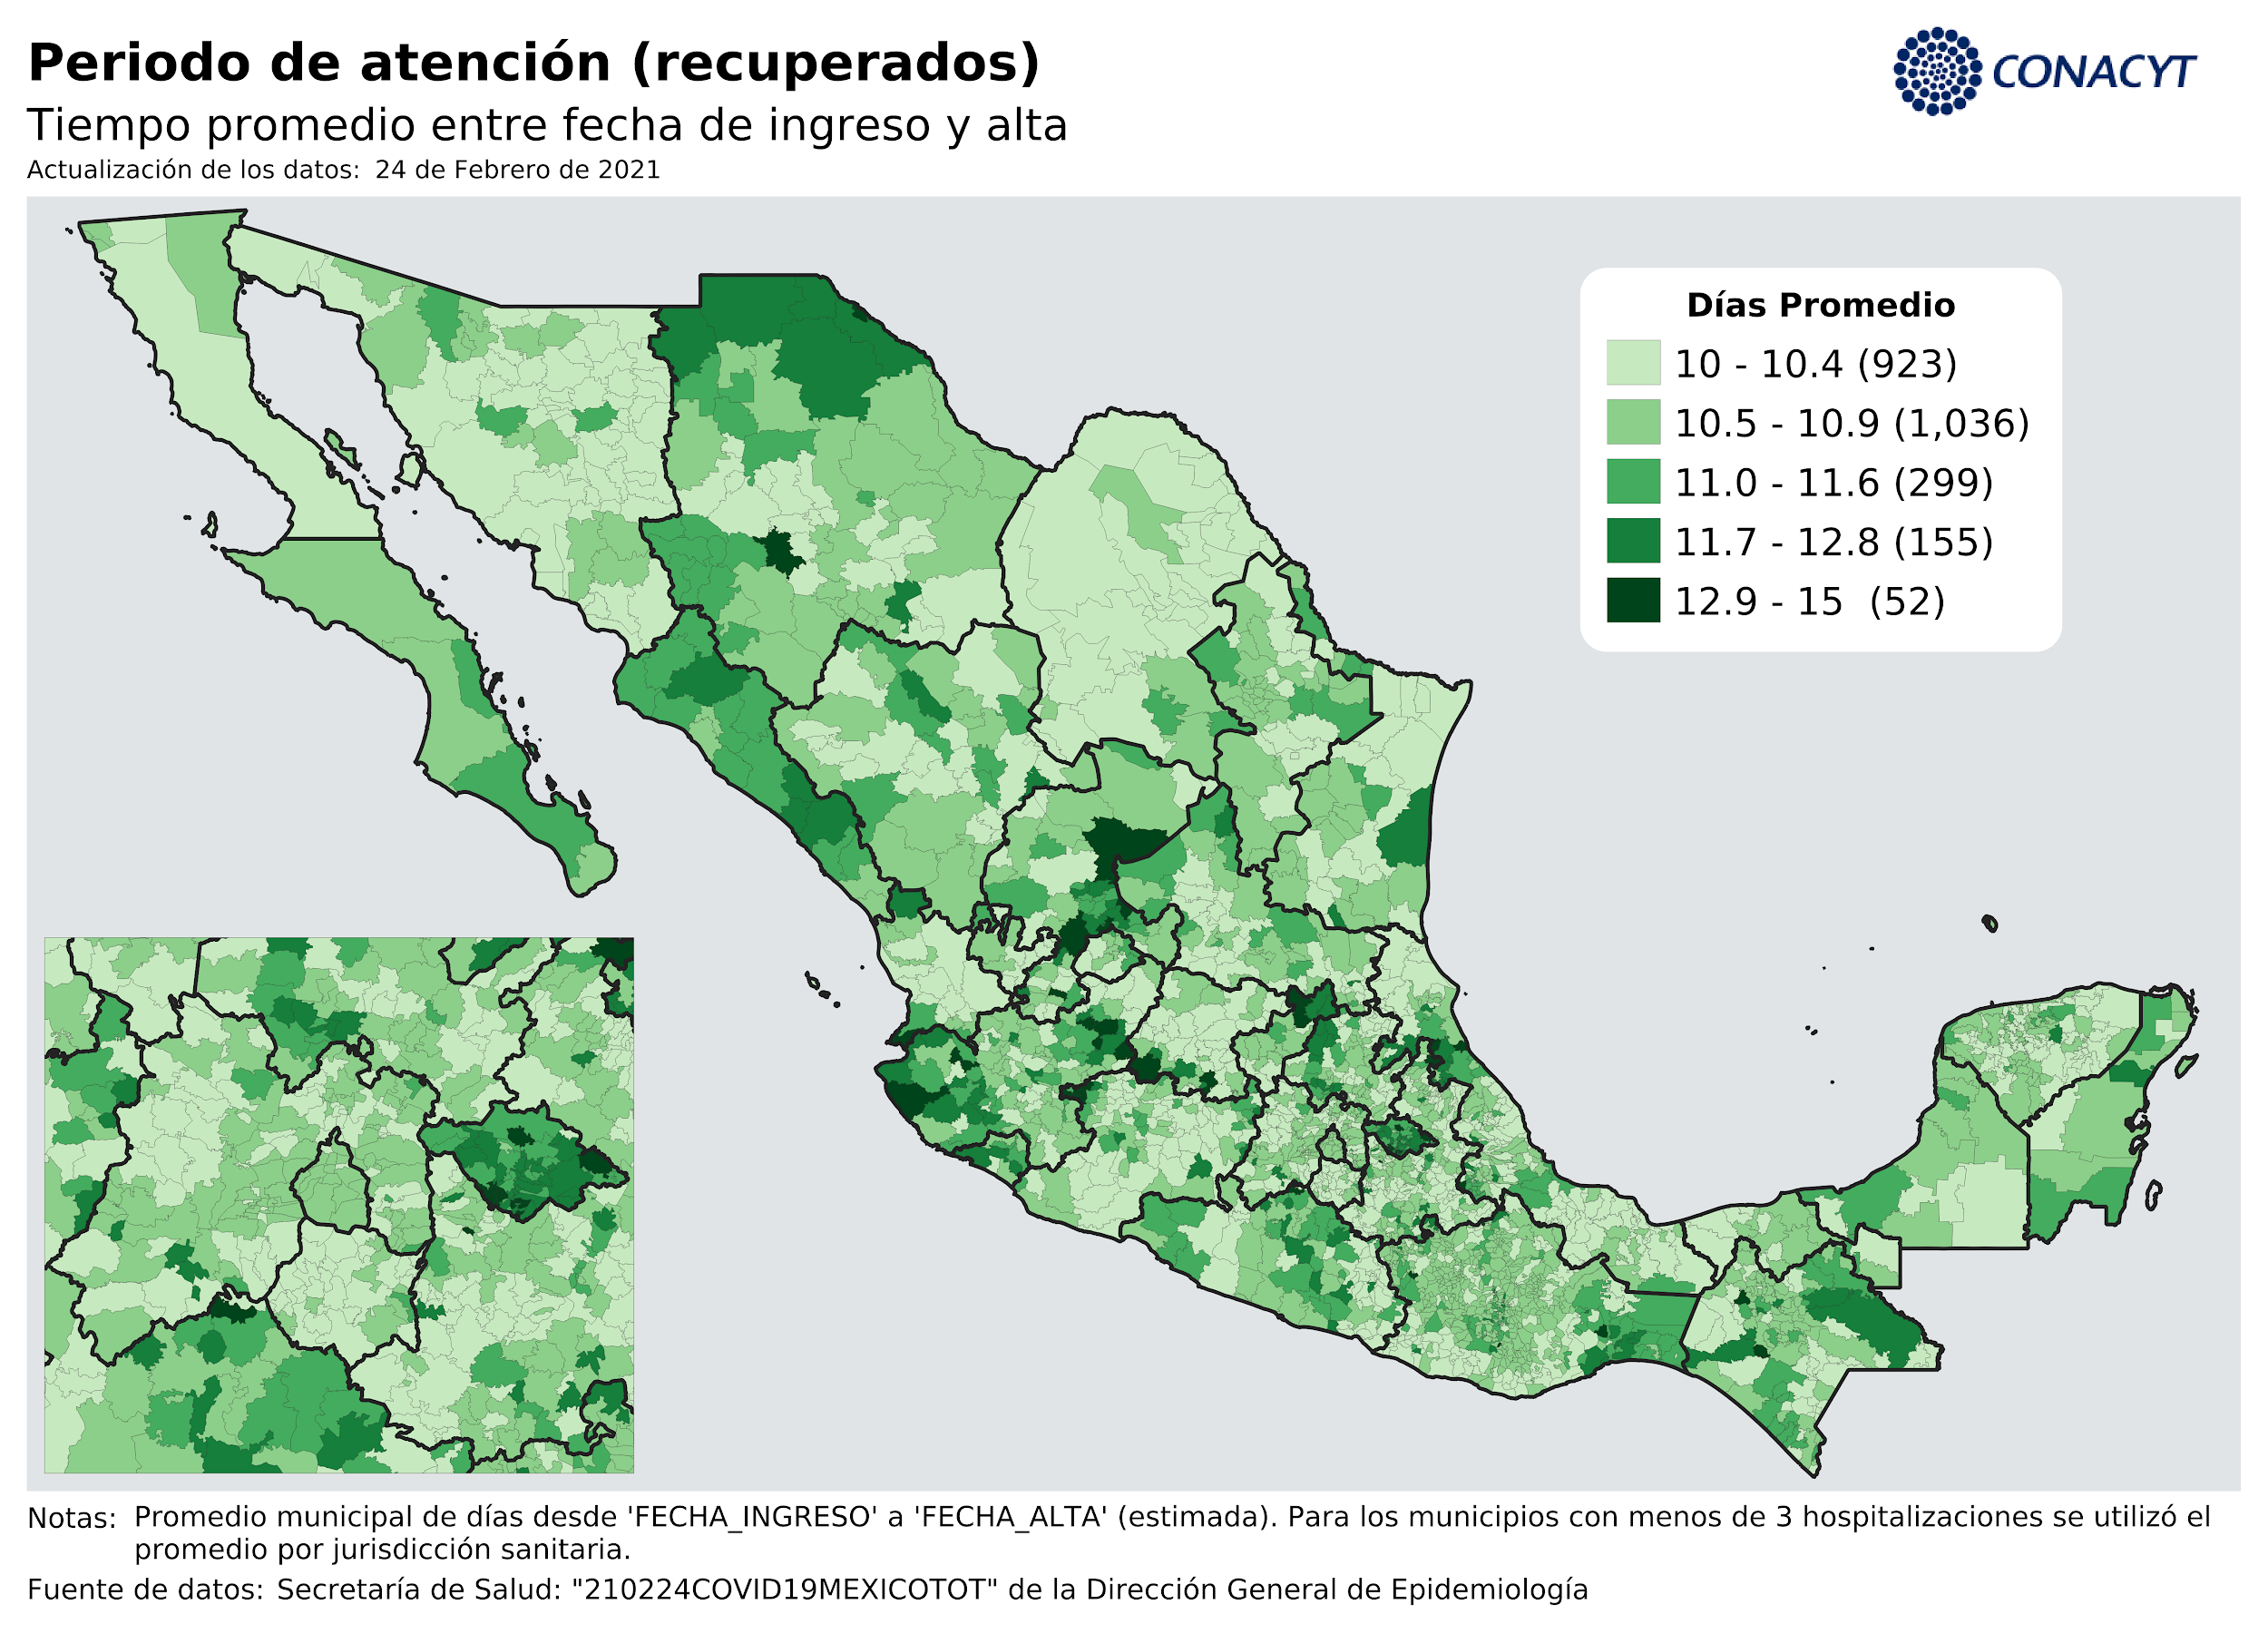 Periodo de atención (recuperados)
Tiempo promedio entre fecha de ingreso y alta
Actualización de los datos: 24 de Febrero de 2021
CONACYT
Días Promedio
10 - 10.4 (923)
10.5 - 10.9 (1,036)
11.0 - 11.6 (299)
11.7 - 12.8 (155)
12.9 - 15 (52)
Notas: Promedio municipal de días desde 'FECHA_INGRESO' a 'FECHA_ALTA' (estimada). Para los municipios con menos de 3 hospitalizaciones se utilizó el
promedio por jurisdicción sanitaria.
Fuente de datos: Secretaría de Salud: "210224COVID19MEXICOTOT" de la Dirección General de Epidemiología